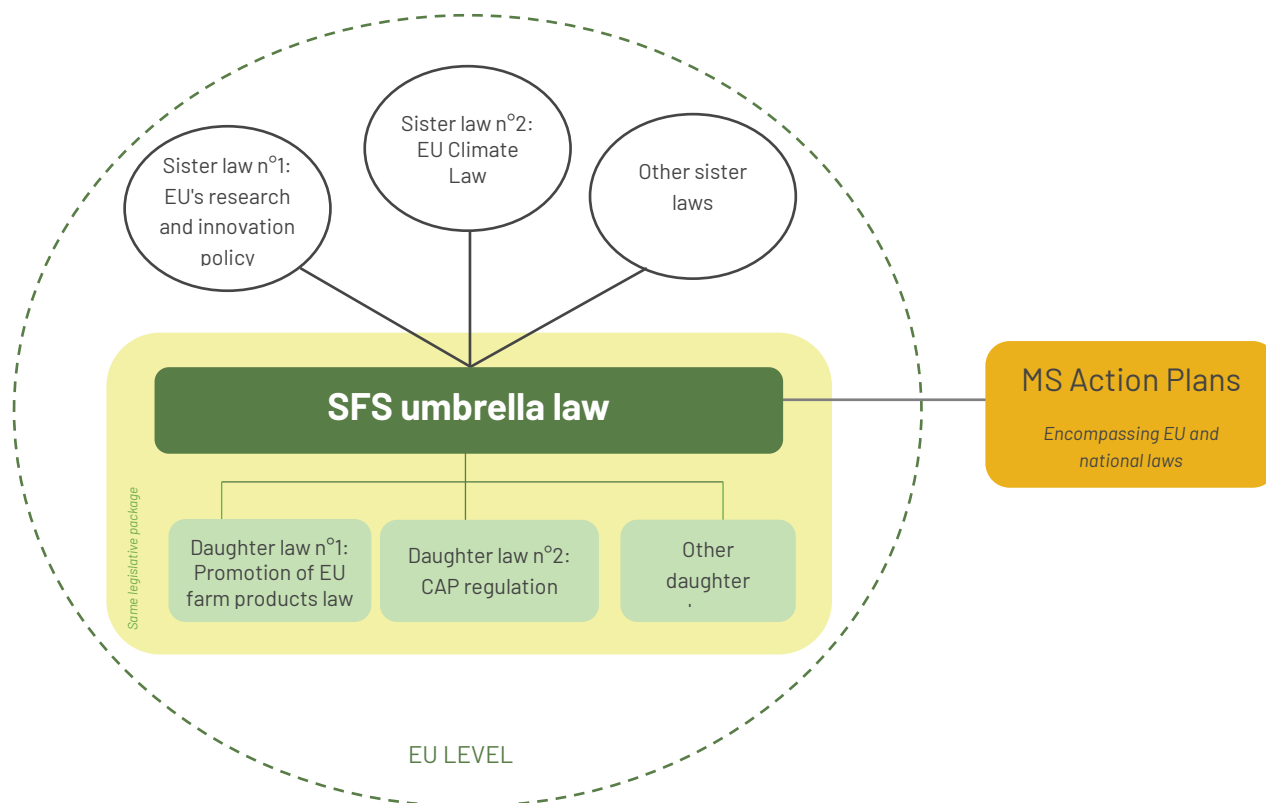 Sister law n°1:
EU's research
and innovation
policy
Sister law n°2:
EU Climate
Law
Other sister
laws
SFS umbrella law
MS Action Plans
Encompassing EU and
national laws
Same legislative package
Daughter law n°1:
Promotion of EU
farm products law
Daughter law n°2:
CAP regulation
Other
daughter
EU LEVEL